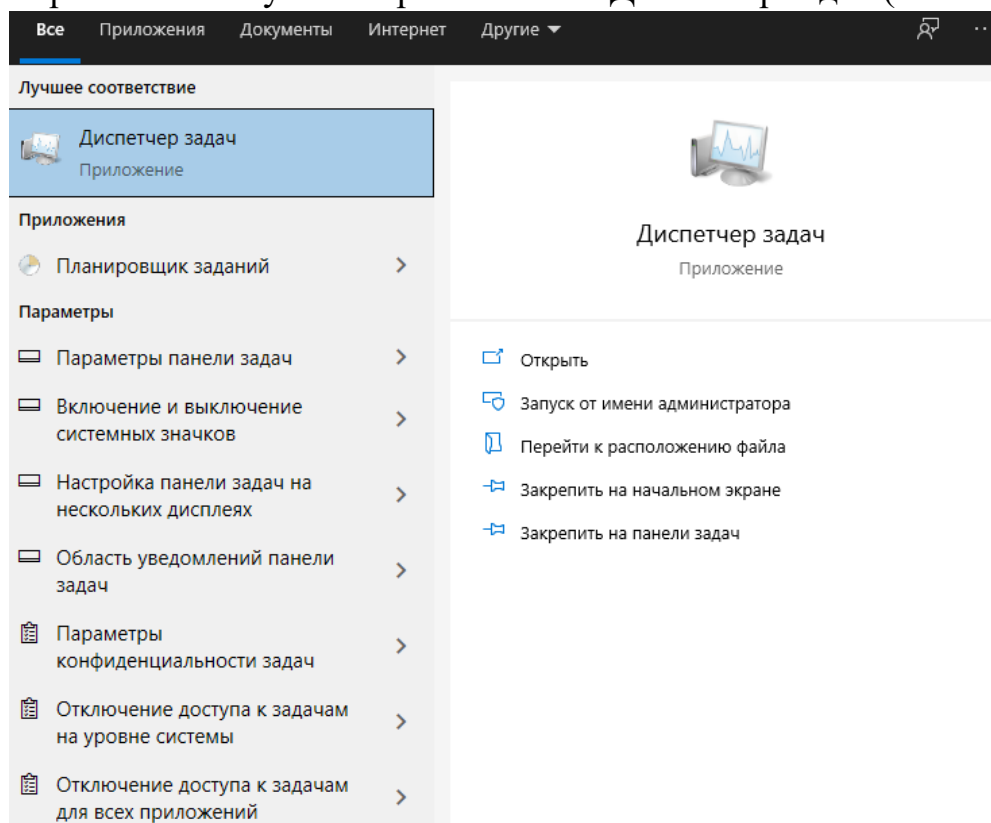 Все Приложения Документы Интернет Другие
Лучшее соответствие
Диспетчер задач
Приложение
Приложения
Планировщик заданий
Параметры
Параметры панели задач
Включение и выключение
системных значков
Настройка панели задач на
нескольких дисплеях
Область уведомлений панели
задач
Параметры
конфиденциальности задач
Отключение доступа к задачам
на уровне системы
Отключение доступа к задачам
для всех приложений
Диспетчер задач
Приложение
Открыть
Запуск от имени администратора
Перейти к расположению файла
Закрепить на начальном экране
Закрепить на панели задач